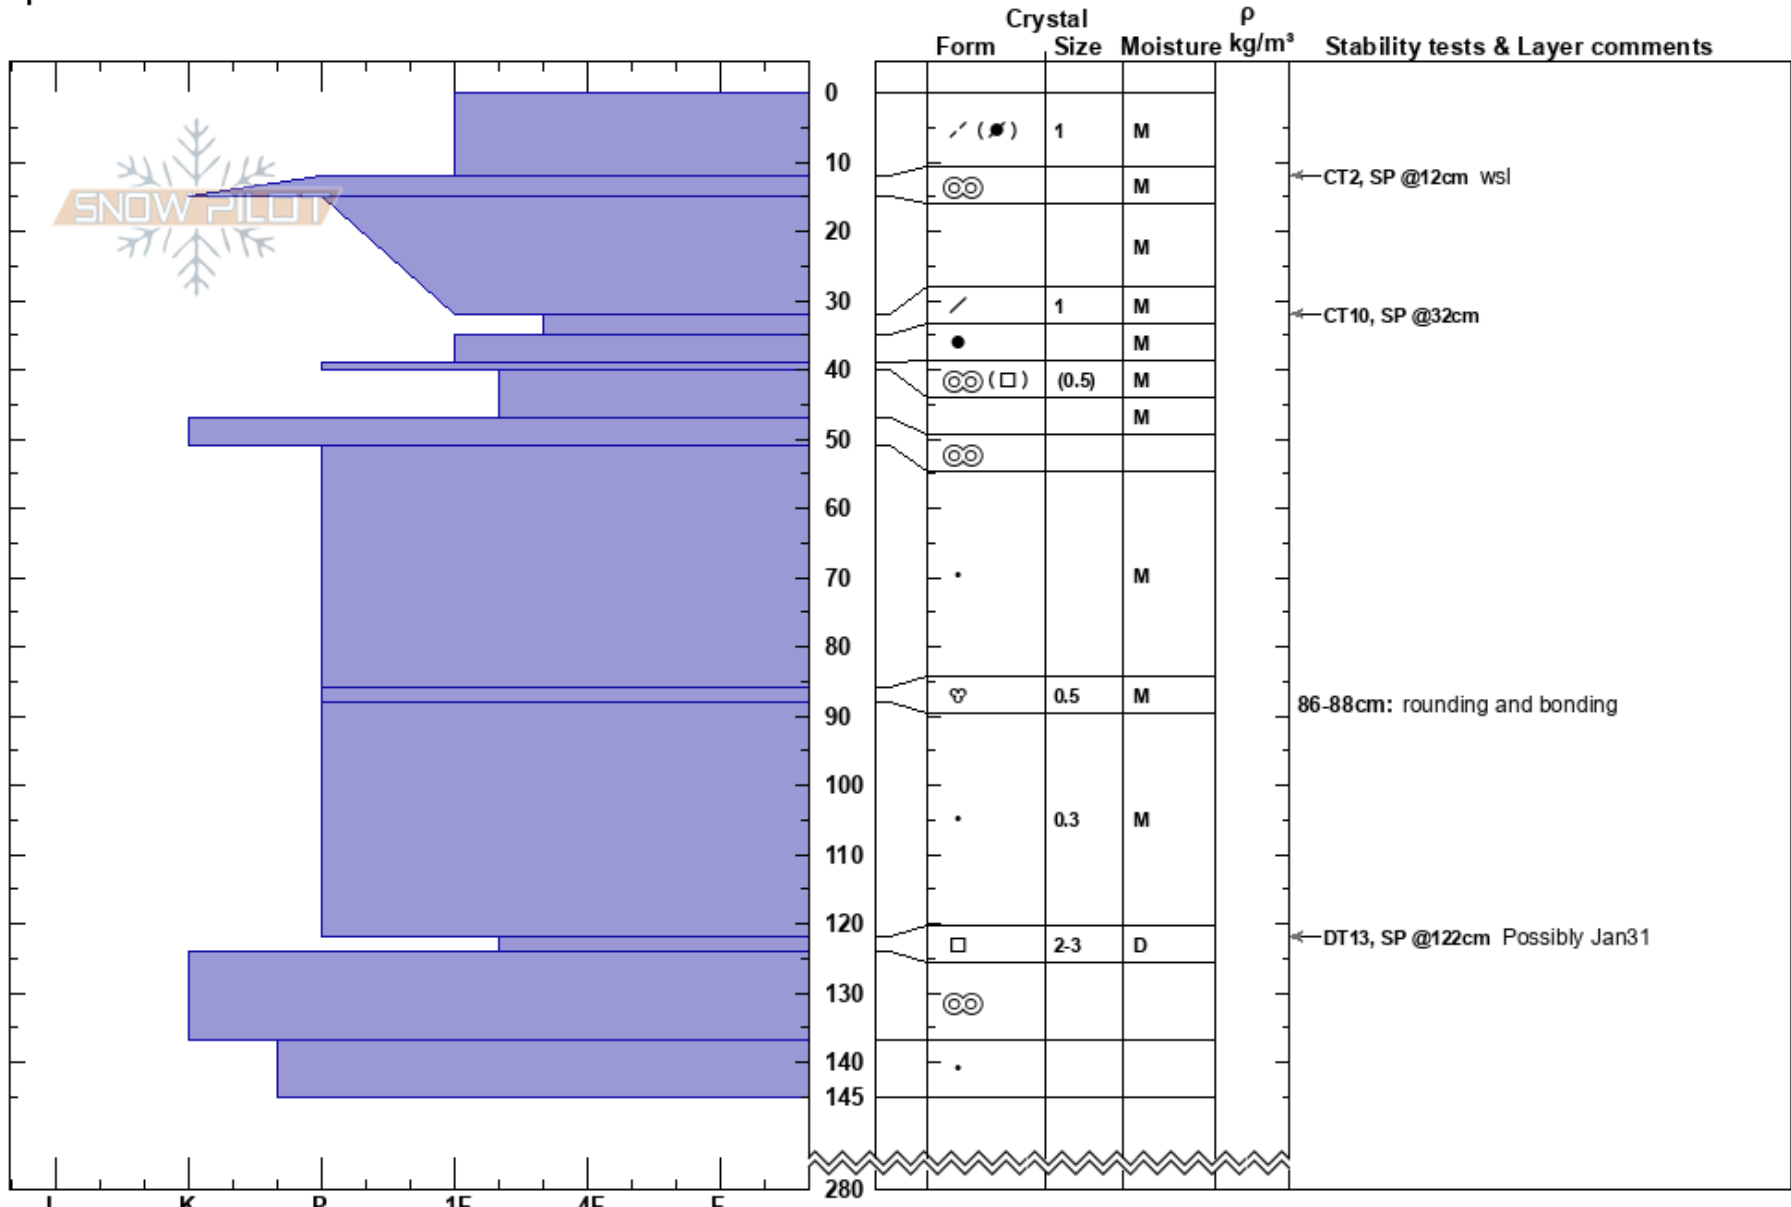 Crystal
ρ
Form Size Moisture kg/m³ Stability tests & Layer comments
0
1 M
10
CT2, SP @12cm wsl
M
SNOW PILOT
20
M
30
1 M
CT10, SP @32cm
M
40
(0.5) M
M
50
60
70
M
80
0.5 M
86-88cm: rounding and bonding
90
100
0.3 M
110
120
2-3 D
DT13, SP @122cm Possibly Jan31
130
140
145
280
I K P 1F 4F F